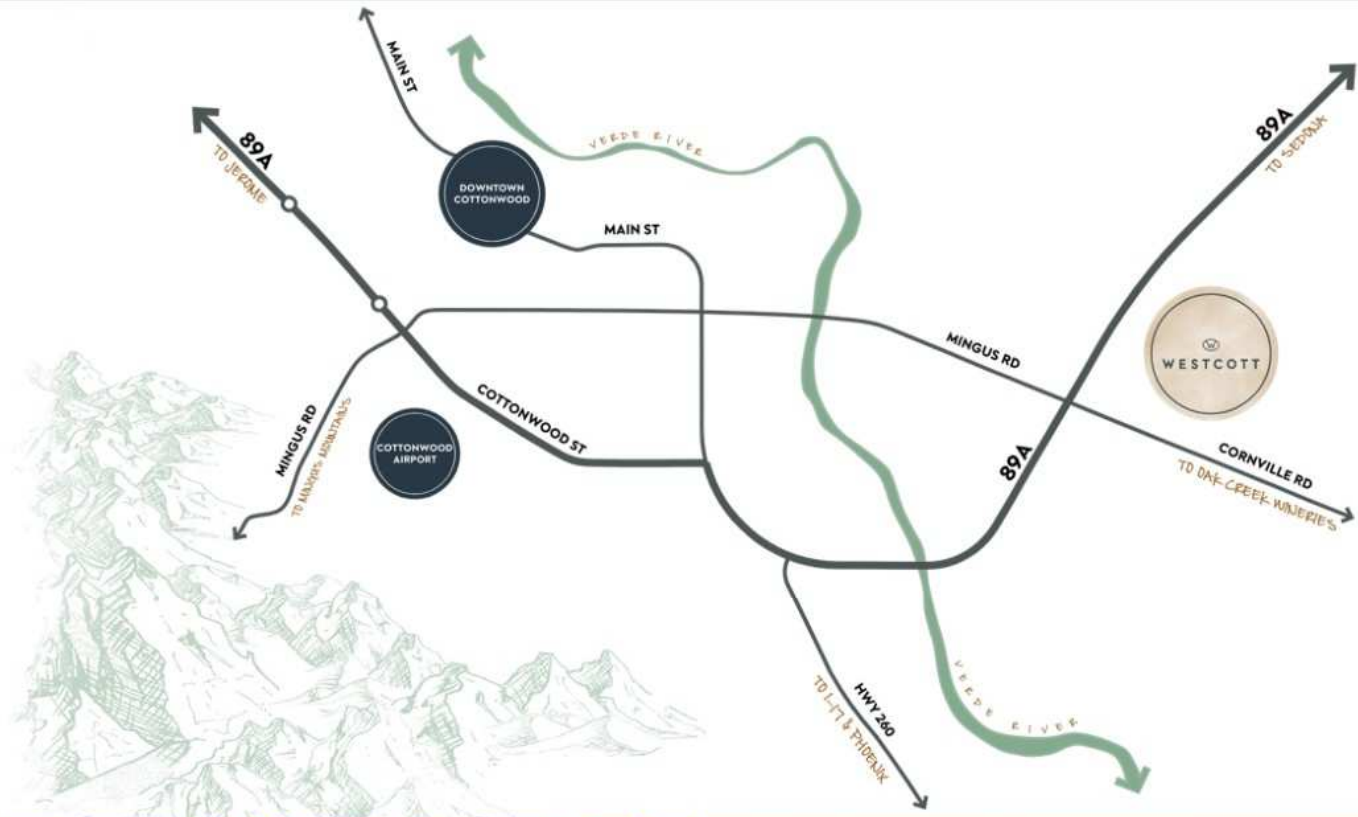 MAIN ST
89A
TO JEROME
VERDE RIVER
89A
TO SEDONA
DOWNTOWN
COTTONWOOD
MAIN ST
W
WESTCOTT
MINGUS RD
COTTONWOOD ST
MINGUS RD
TO MINGUS MOUNTAINS
COTTONWOOD
AIRPORT
89A
CORNVILLE RD
TO OAK CREEK WINERIES
HWY 260
TO I-17 & PHOENIX
VERDE RIVER